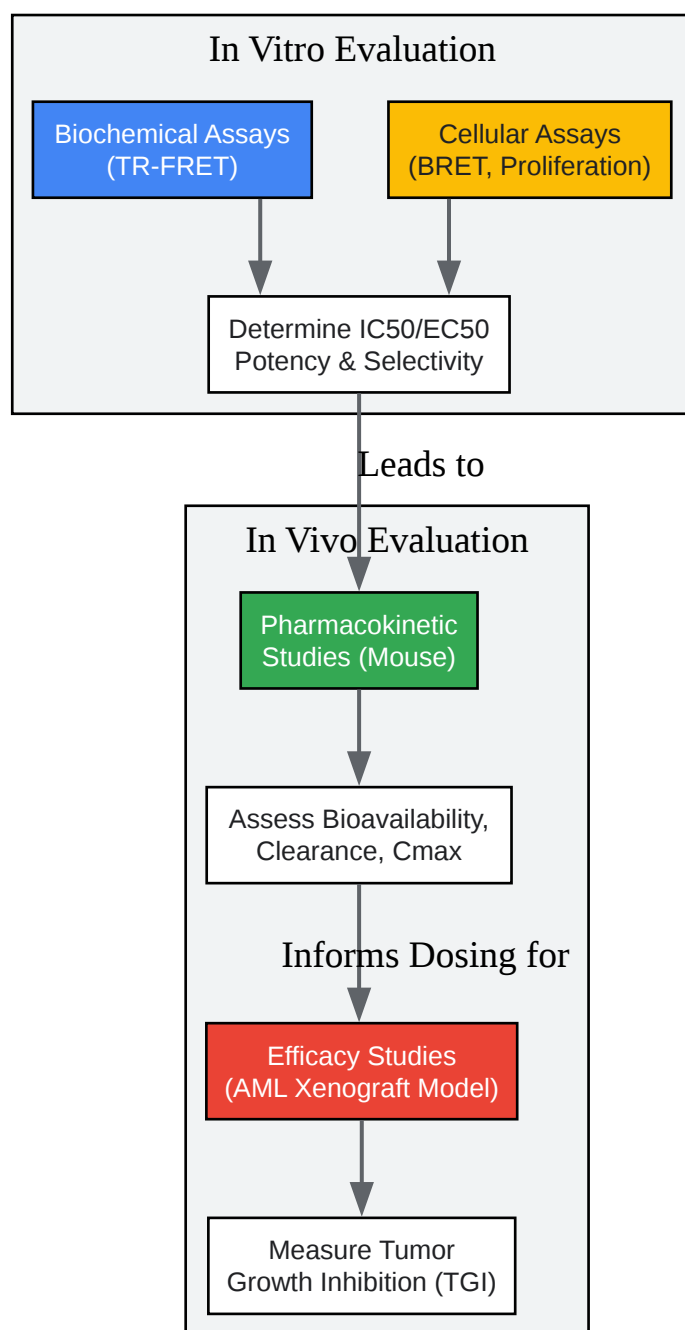 In Vitro Evaluation
Biochemical Assays
(TR-FRET)
Cellular Assays
(BRET, Proliferation)
Determine IC50/EC50
Potency & Selectivity
Leads to
In Vivo Evaluation
Pharmacokinetic
Studies (Mouse)
Assess Bioavailability,
Clearance, Cmax
Informs Dosing for
Efficacy Studies
(AML Xenograft Model)
Measure Tumor
Growth Inhibition (TGI)